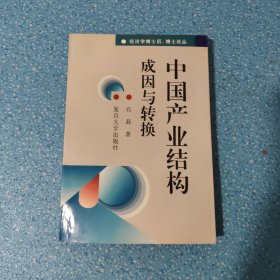 经济学博士后、博士论丛
中国产业结构
成因与转换
石磊 著
复旦大学出版社